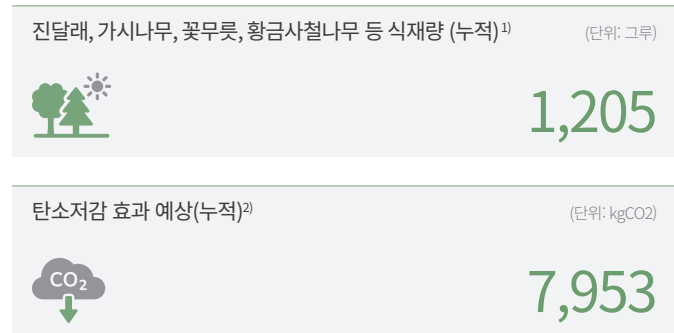 진달래, 가시나무, 꽃무릇, 황금사철나무 등 식재량 (누적)1) (단위: 그루)
1,205
탄소저감 효과 예상(누적)2) (단위: kgCO2)
CO2
7,953